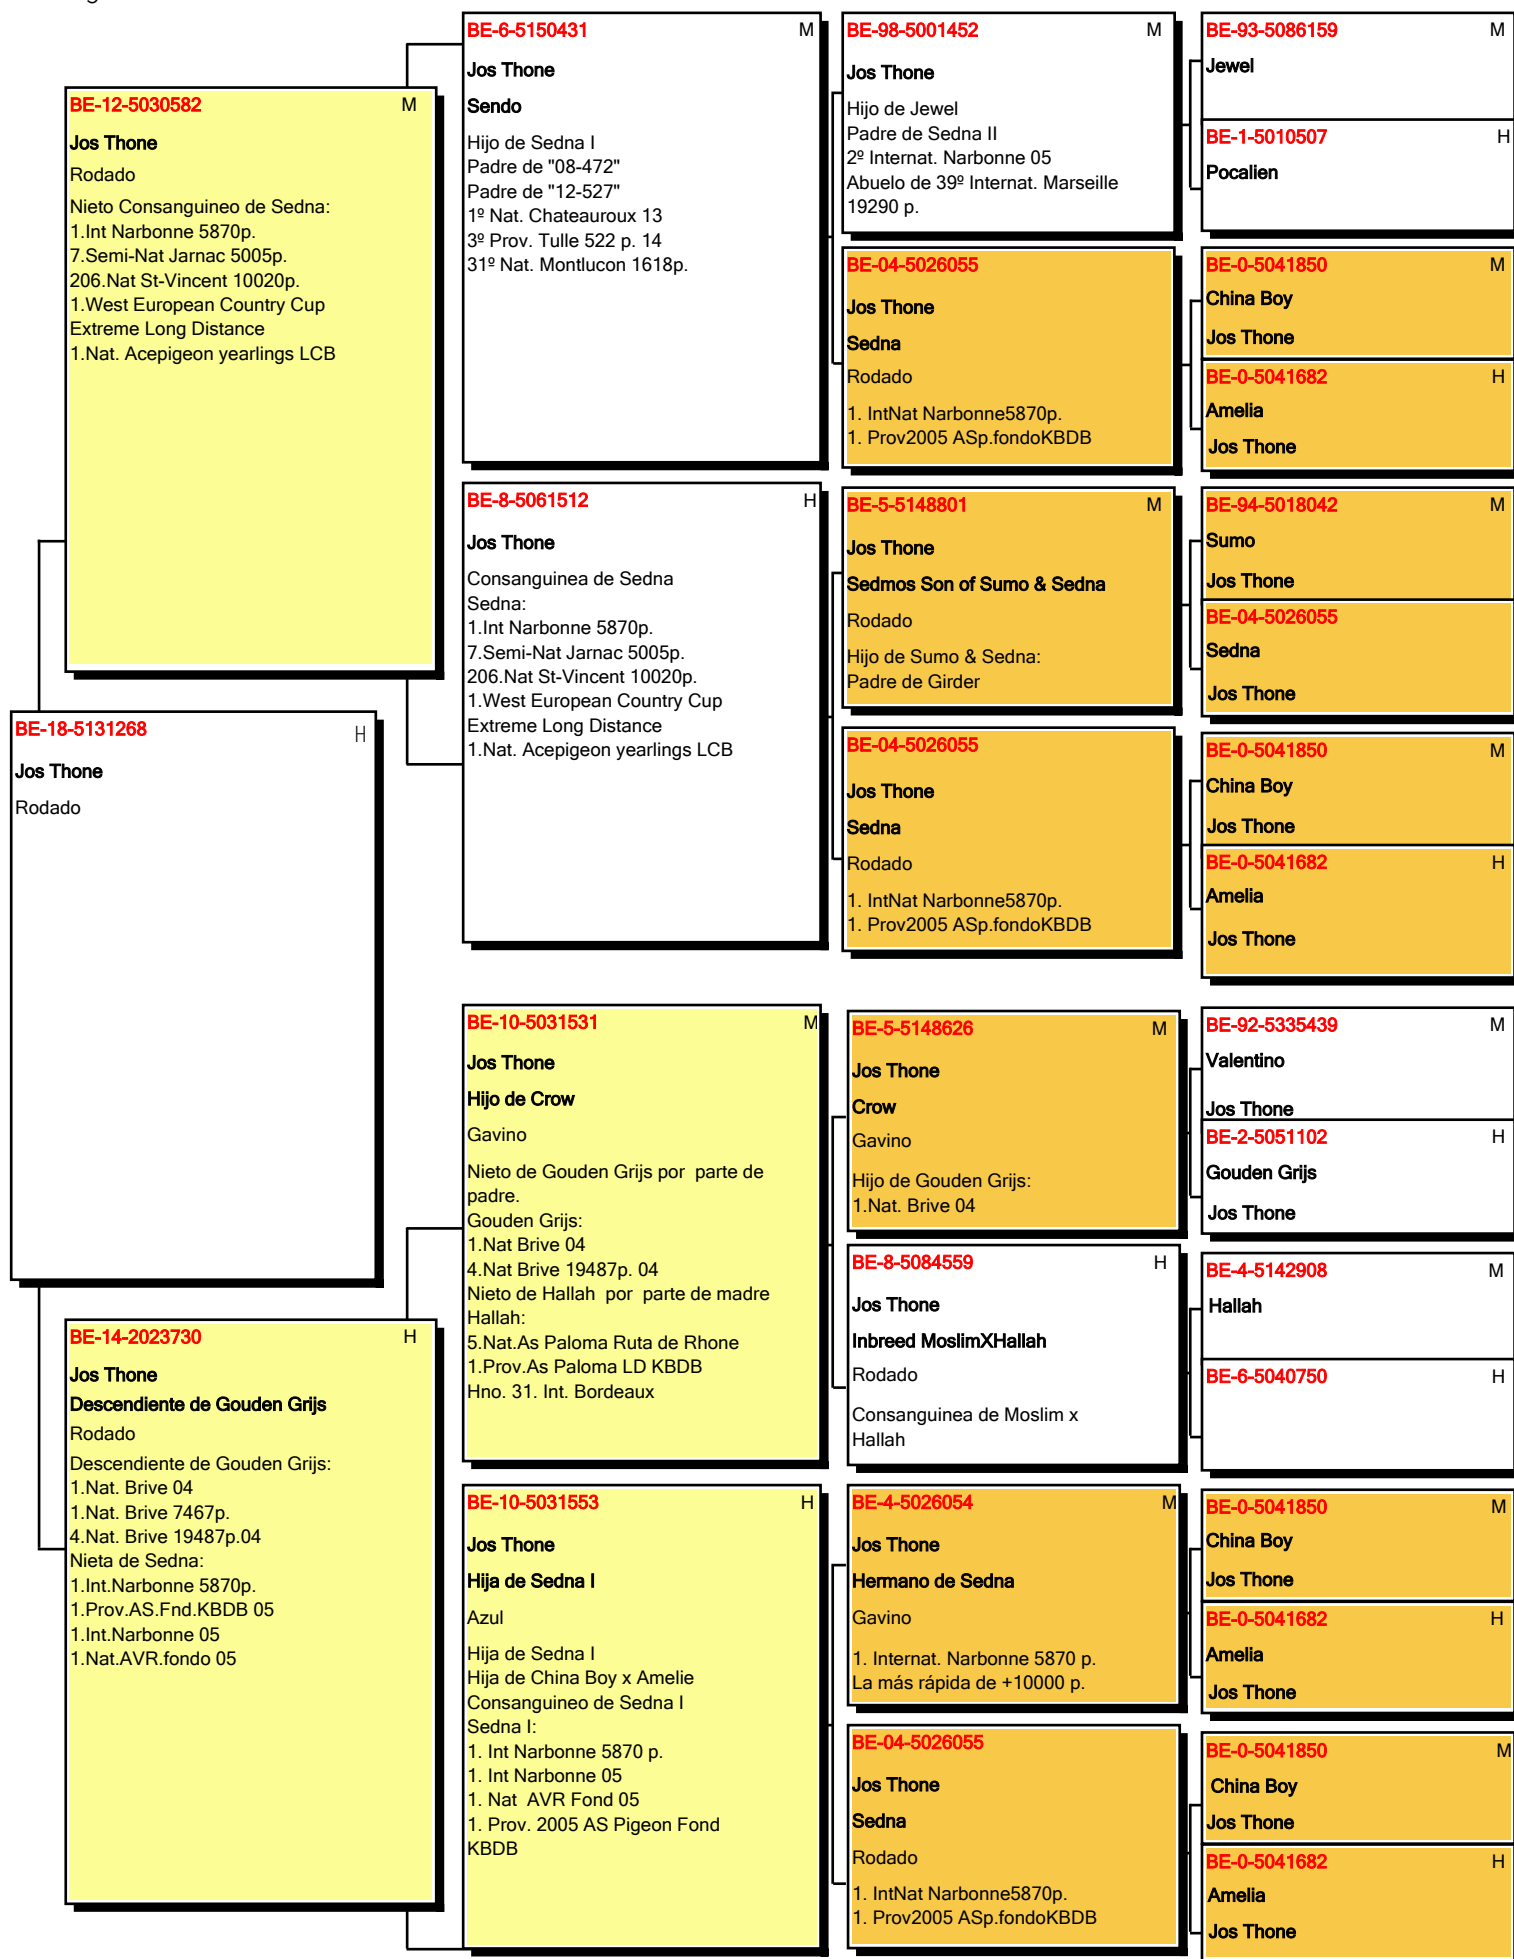 BE-18-5131268 H
Jos Thone
Rodado
BE-12-5030582 M
Jos Thone
Rodado
Nieto Consanguineo de Sedna:
1.Int Narbonne 5870p.
7.Semi-Nat Jarnac 5005p.
206.Nat St-Vincent 10020p.
1.West European Country Cup
Extreme Long Distance
1.Nat. Acepigeon yearlings LCB
BE-14-2023730 H
Jos Thone
Descendiente de Gouden Grijs
Rodado
Descendiente de Gouden Grijs:
1.Nat. Brive 04
1.Nat. Brive 7467p.
4.Nat. Brive 19487p.04
Nieta de Sedna:
1.Int.Narbonne 5870p.
1.Prov.AS.Fnd.KBDB 05
1.Int.Narbonne 05
1.Nat.AVR.fondo 05
BE-6-5150431 M
Jos Thone
Sendo
Hijo de Sedna I
Padre de "08-472"
Padre de "12-527"
1º Nat. Chateauroux 13
3º Prov. Tulle 522 p. 14
31º Nat. Montlucon 1618p.
BE-8-5061512 H
Jos Thone
Consanguinea de Sedna
Sedna:
1.Int Narbonne 5870p.
7.Semi-Nat Jarnac 5005p.
206.Nat St-Vincent 10020p.
1.West European Country Cup
Extreme Long Distance
1.Nat. Acepigeon yearlings LCB
BE-10-5031531 M
Jos Thone
Hijo de Crow
Gavino
Nieto de Gouden Grijs por  parte de
padre.
Gouden Grijs:
1.Nat Brive 04
4.Nat Brive 19487p. 04
Nieto de Hallah  por  parte de madre
Hallah:
5.Nat.As Paloma Ruta de Rhone
1.Prov.As Paloma LD KBDB
Hno. 31. Int. Bordeaux
BE-10-5031553 H
Jos Thone
Hija de Sedna I
Azul
Hija de Sedna I
Hija de China Boy x Amelie
Consanguineo de Sedna I
Sedna I:
1. Int Narbonne 5870 p.
1. Int Narbonne 05
1. Nat  AVR Fond 05
1. Prov. 2005 AS Pigeon Fond
KBDB
BE-98-5001452 M
Jos Thone
Hijo de Jewel
Padre de Sedna II
2º Internat. Narbonne 05
Abuelo de 39º Internat. Marseille
19290 p.
BE-04-5026055
Jos Thone
Sedna
Rodado
1. IntNat Narbonne5870p.
1. Prov2005 ASp.fondoKBDB
BE-5-5148801 M
Jos Thone
Sedmos Son of Sumo & Sedna
Rodado
Hijo de Sumo & Sedna:
Padre de Girder
BE-04-5026055
Jos Thone
Sedna
Rodado
1. IntNat Narbonne5870p.
1. Prov2005 ASp.fondoKBDB
BE-5-5148626 M
Jos Thone
Crow
Gavino
Hijo de Gouden Grijs:
1.Nat. Brive 04
BE-8-5084559 H
Jos Thone
Inbreed MoslimXHallah
Rodado
Consanguinea de Moslim x
Hallah
BE-4-5026054 M
Jos Thone
Hermano de Sedna
Gavino
1. Internat. Narbonne 5870 p.
La más rápida de +10000 p.
BE-04-5026055
Jos Thone
Sedna
Rodado
1. IntNat Narbonne5870p.
1. Prov2005 ASp.fondoKBDB
BE-93-5086159 M
Jewel
BE-1-5010507 H
Pocalien
BE-0-5041850 M
China Boy
Jos Thone
BE-0-5041682 H
Amelia
Jos Thone
BE-94-5018042 M
Sumo
Jos Thone
BE-04-5026055
Sedna
Jos Thone
BE-0-5041850 M
China Boy
Jos Thone
BE-0-5041682 H
Amelia
Jos Thone
BE-92-5335439 M
Valentino
Jos Thone
BE-2-5051102 H
Gouden Grijs
Jos Thone
BE-4-5142908 M
Hallah
BE-6-5040750 H
BE-0-5041850 M
China Boy
Jos Thone
BE-0-5041682 H
Amelia
Jos Thone
BE-0-5041850 M
China Boy
Jos Thone
BE-0-5041682 H
Amelia
Jos Thone